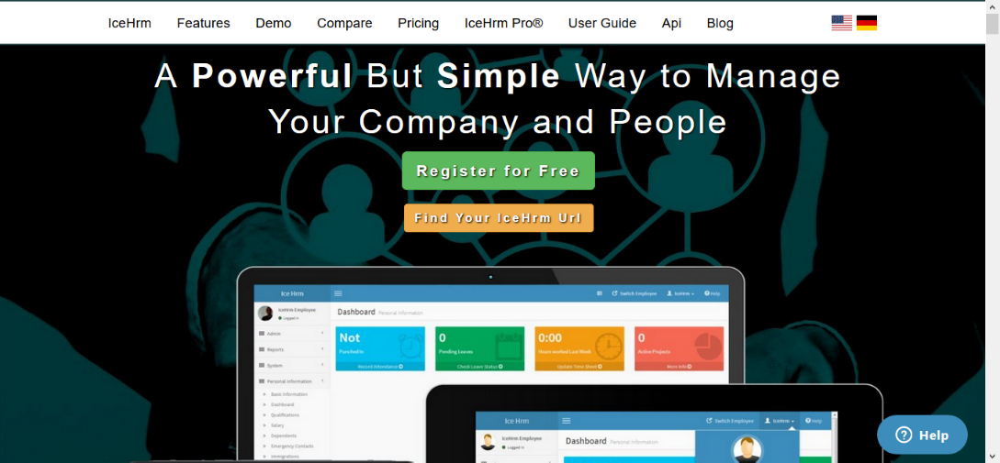 IceHrm Features Demo Compare Pricing IceHrm Pro® User Guide Api Blog
A Powerful But Simple Way to Manage
Your Company and People
Register for Free
Find Your IceHrm Url
Ice Hrm Switch Employee IceHrm Help
IceHrm Employee
Logged In
Dashboard Personal Information
Admin
Reports
System
Personal Information
Basic Information
Dashboard
Qualifications
Salary
Dependents
Emergency Contacts
Immigrations
Not
Punched In
Record Attendance
0
Pending Leaves
Check Leave Status
0:00
Hours worked Last Week
Update Time Sheet
0
Active Projects
More Info
Ice Hrm Switch Employee IceHrm Help
IceHrm Employee
Logged In
Dashboard Personal Information
Help